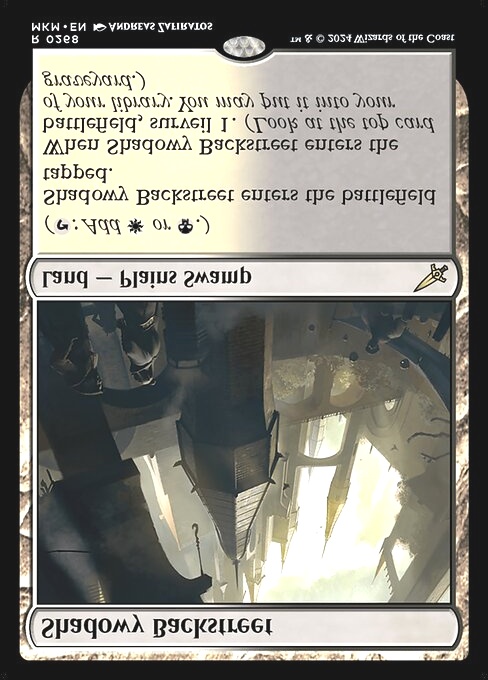 Shadowy Backstreet
Land — Plains Swamp
( : Add or .)
Shadowy Backstreet enters the battlefield
tapped.
When Shadowy Backstreet enters the
battlefield, surveil 1. (Look at the top card
of your library. You may put it into your
graveyard.)
R 0268
MKM • EN ANDREAS ZAFIRATOS
™ & © 2024 Wizards of the Coast